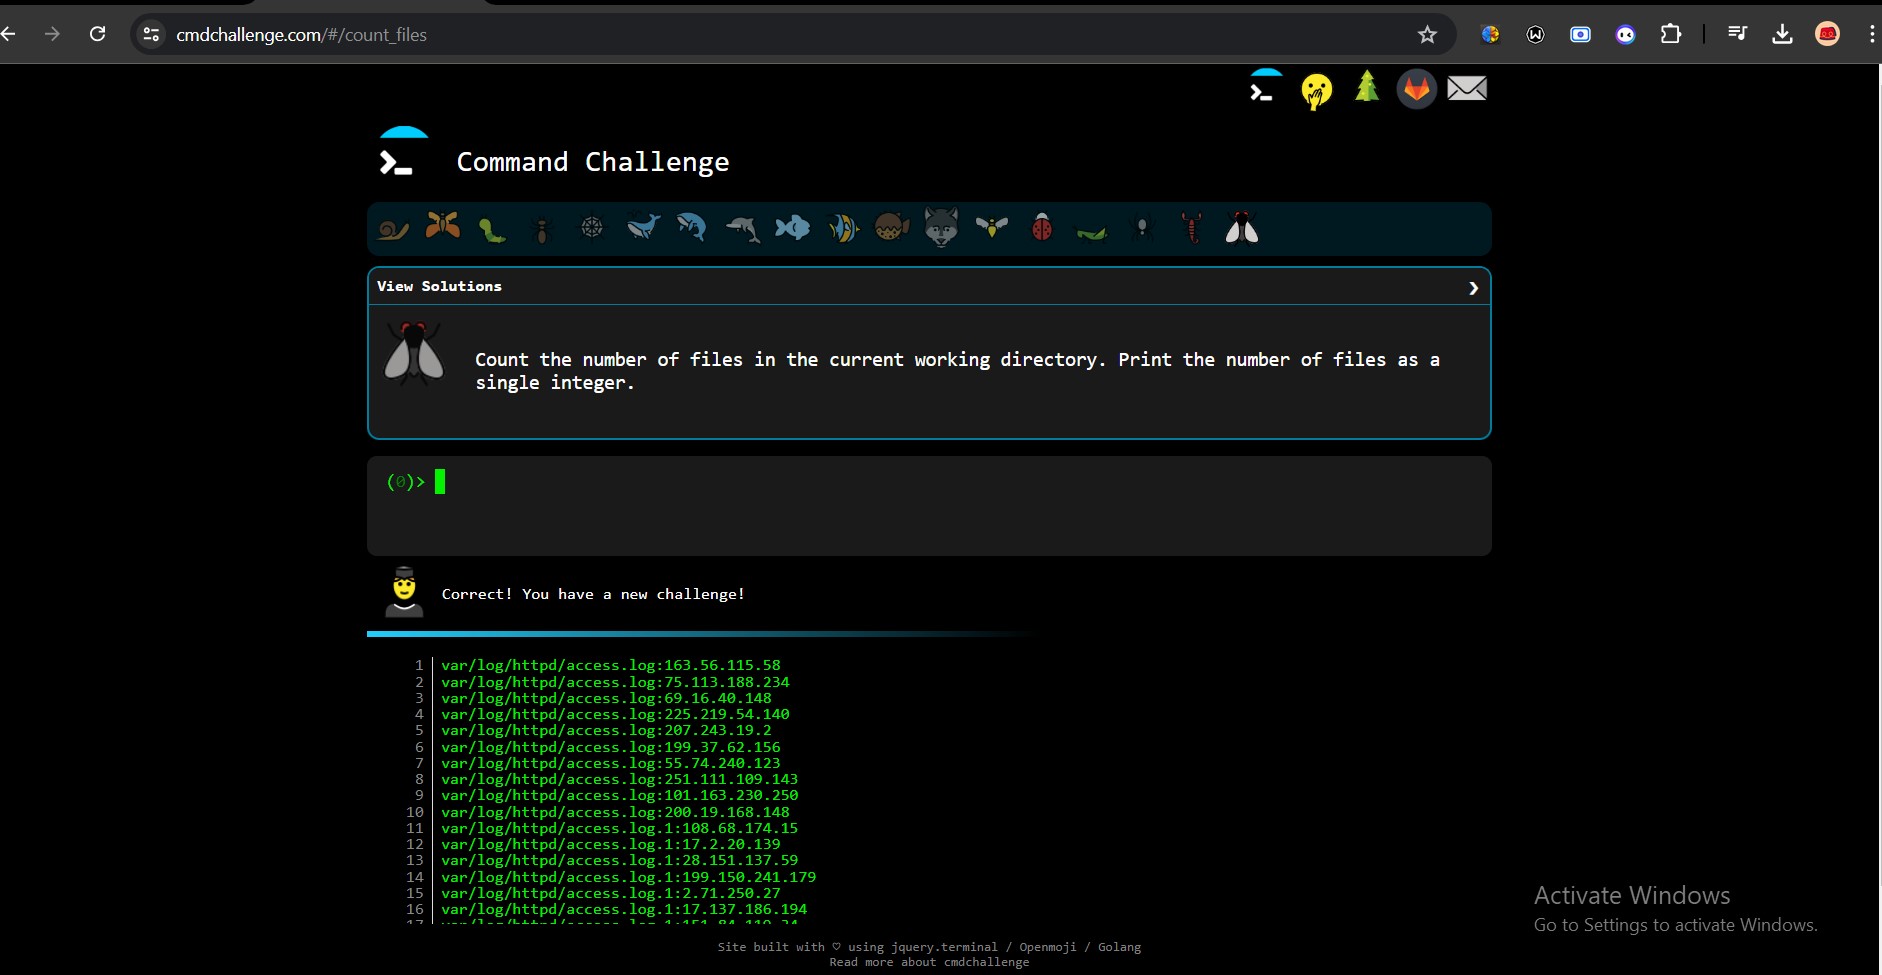 cmdchallenge.com/#/count_files
Command Challenge
View Solutions
Count the number of files in the current working directory. Print the number of files as a
single integer.
(0)>
Correct! You have a new challenge!
1 var/log/httpd/access.log:163.56.115.58
2 var/log/httpd/access.log:75.113.188.234
3 var/log/httpd/access.log:69.16.40.148
4 var/log/httpd/access.log:225.219.54.140
5 var/log/httpd/access.log:207.243.19.2
6 var/log/httpd/access.log:199.37.62.156
7 var/log/httpd/access.log:55.74.240.123
8 var/log/httpd/access.log:251.111.109.143
9 var/log/httpd/access.log:101.163.230.250
10 var/log/httpd/access.log:200.19.168.148
11 var/log/httpd/access.log.1:108.68.174.15
12 var/log/httpd/access.log.1:17.2.20.139
13 var/log/httpd/access.log.1:28.151.137.59
14 var/log/httpd/access.log.1:199.150.241.179
15 var/log/httpd/access.log.1:2.71.250.27
16 var/log/httpd/access.log.1:17.137.186.194
Activate Windows
Go to Settings to activate Windows.
Site built with ♡ using jquery.terminal / Openmoji / Golang
Read more about cmdchallenge